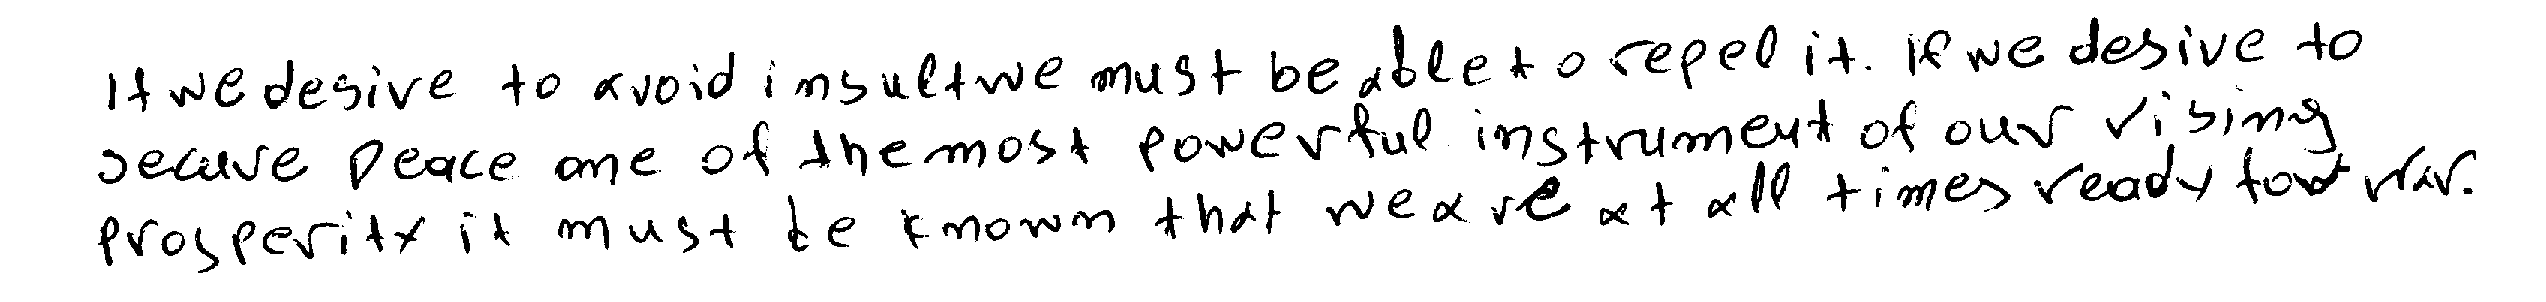 If we desire to avoid insult we must be able to repel it. If we desire to
secure peace one of the most powerful instrument of our rising
prosperity it must be known that we are at all times ready for war.